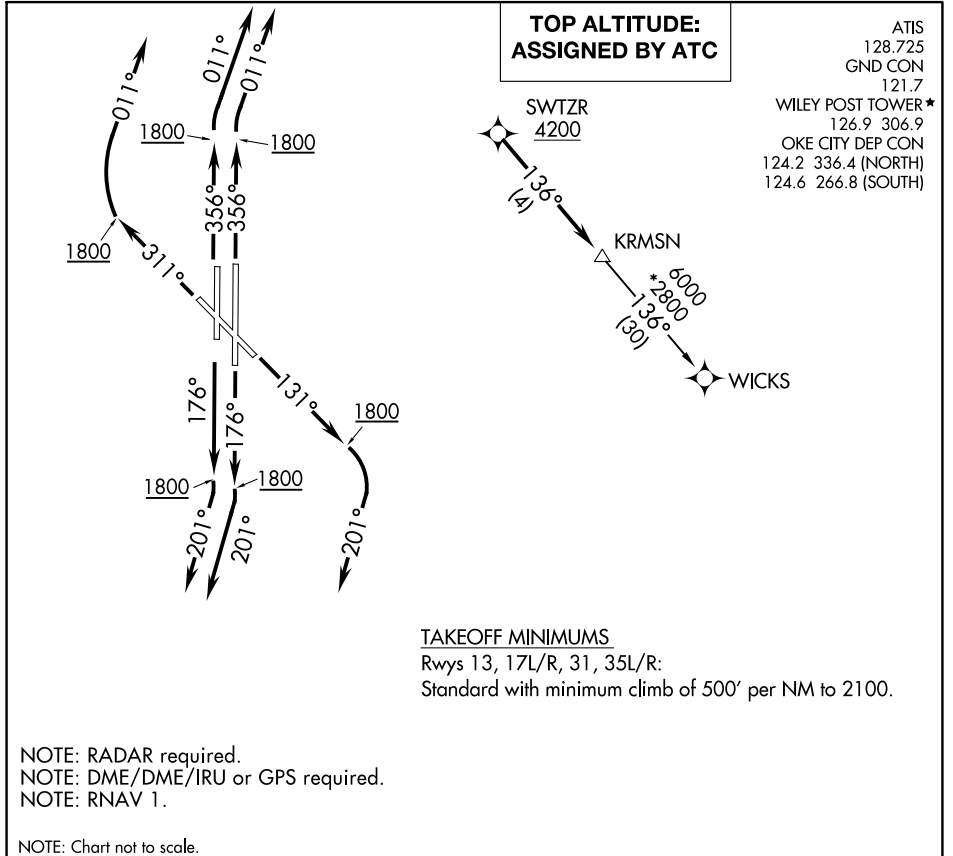 TOP ALTITUDE:
ASSIGNED BY ATC
ATIS
128.725
GND CON
121.7
WILEY POST TOWER★
126.9 306.9
OKE CITY DEP CON
124.2 336.4 (NORTH)
124.6 266.8 (SOUTH)
011°
011°
011°
1800
1800
356°
356°
1800
311°
176°
176°
131°
1800
1800
1800
201°
201°
201°
SWTZR
4200
136°
(4)
KRMSN
6000
*2800
136°
(30)
WICKS
TAKEOFF MINIMUMS
Rwys 13, 17L/R, 31, 35L/R:
Standard with minimum climb of 500' per NM to 2100.
NOTE: RADAR required.
NOTE: DME/DME/IRU or GPS required.
NOTE: RNAV 1.
NOTE: Chart not to scale.